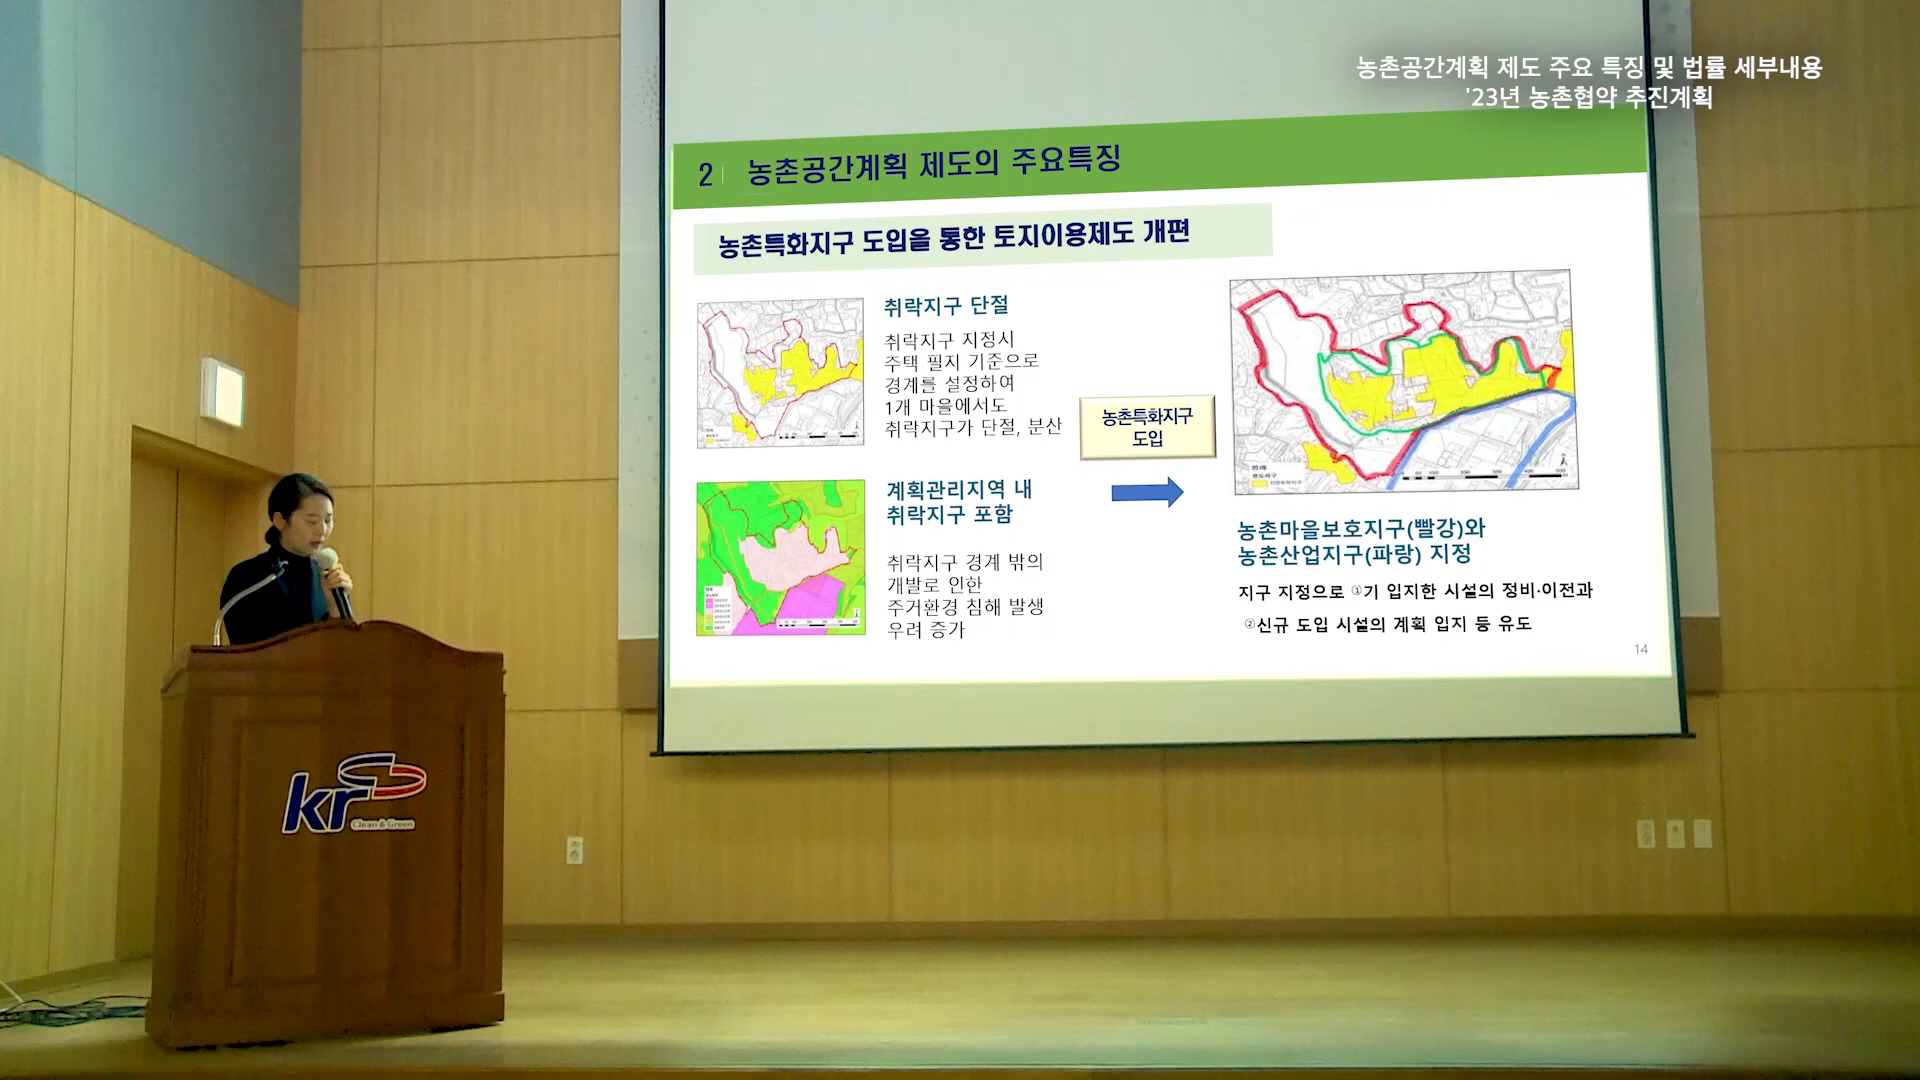 농촌공간계획 제도 주요 특징 및 법률 세부내용
'23년 농촌협약 추진계획
2 농촌공간계획 제도의 주요특징
농촌특화지구 도입을 통한 토지이용제도 개편
취락지구 단절
취락지구 지정시
주택 필지 기준으로
경계를 설정하여
1개 마을에서도
취락지구가 단절, 분산
계획관리지역 내
취락지구 포함
취락지구 경계 밖의
개발로 인한
주거환경 침해 발생
우려 증가
농촌특화지구
도입
농촌마을보호지구(빨강)와
농촌산업지구(파랑) 지정
지구 지정으로 ①기 입지한 시설의 정비·이전과
②신규 도입 시설의 계획 입지 등 유도
14
kr
Clean & Green